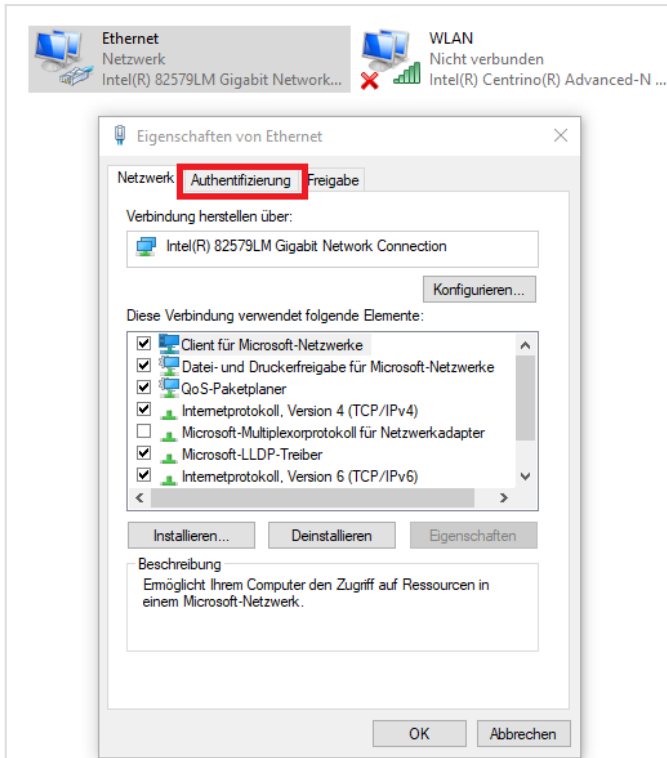 Ethernet
Netzwerk
Intel(R) 82579LM Gigabit Network...
WLAN
Nicht verbunden
Intel(R) Centrino(R) Advanced-N ...
Eigenschaften von Ethernet
Netzwerk Authentifizierung Freigabe
Verbindung herstellen über:
Intel(R) 82579LM Gigabit Network Connection
Konfigurieren...
Diese Verbindung verwendet folgende Elemente:
Client für Microsoft-Netzwerke
Datei- und Druckerfreigabe für Microsoft-Netzwerke
QoS-Paketplaner
Internetprotokoll, Version 4 (TCP/IPv4)
Microsoft-Multiplexorprotokoll für Netzwerkadapter
Microsoft-LLDP-Treiber
Internetprotokoll, Version 6 (TCP/IPv6)
Installieren... Deinstallieren Eigenschaften
Beschreibung
Ermöglicht Ihrem Computer den Zugriff auf Ressourcen in
einem Microsoft-Netzwerk.
OK Abbrechen